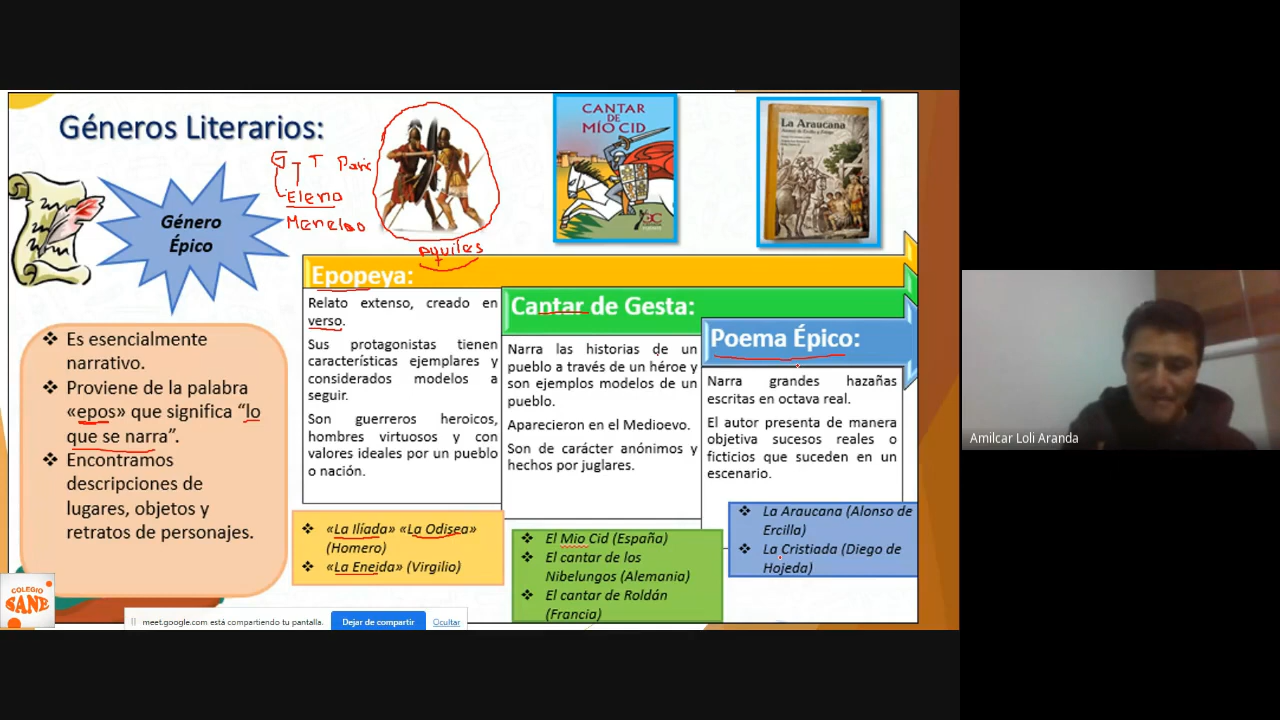 Géneros Literarios:
G T T Paris
Elena
Menelao
Aquiles
CANTAR
DE
MÍO CID
La Araucana
Género
Épico
Epopeya:
Relato extenso, creado en
verso.
Sus protagonistas tienen
características ejemplares y
considerados modelos a
seguir.
Son guerreros heroicos,
hombres virtuosos y con
valores ideales por un pueblo
o nación.
Cantar de Gesta:
Narra las historias de un
pueblo a través de un héroe y
son ejemplos modelos de un
pueblo.
Aparecieron en el Medioevo.
Son de carácter anónimos y
hechos por juglares.
Poema Épico:
Narra grandes hazañas
escritas en octava real.
El autor presenta de manera
objetiva sucesos reales o
ficticios que suceden en un
escenario.
❖ Es esencialmente
narrativo.
❖ Proviene de la palabra
«epos» que significa “lo
que se narra”.
❖ Encontramos
descripciones de
lugares, objetos y
retratos de personajes.
❖ «La Ilíada» «La Odisea»
(Homero)
❖ «La Eneida» (Virgilio)
❖ El Mio Cid (España)
❖ El cantar de los
Nibelungos (Alemania)
❖ El cantar de Roldán
(Francia)
❖ La Araucana (Alonso de
Ercilla)
❖ La Cristiada (Diego de
Hojeda)
COLEGIO
SANE
meet.google.com está compartiendo tu pantalla.
Dejar de compartir
Ocultar
Amilcar Loli Aranda